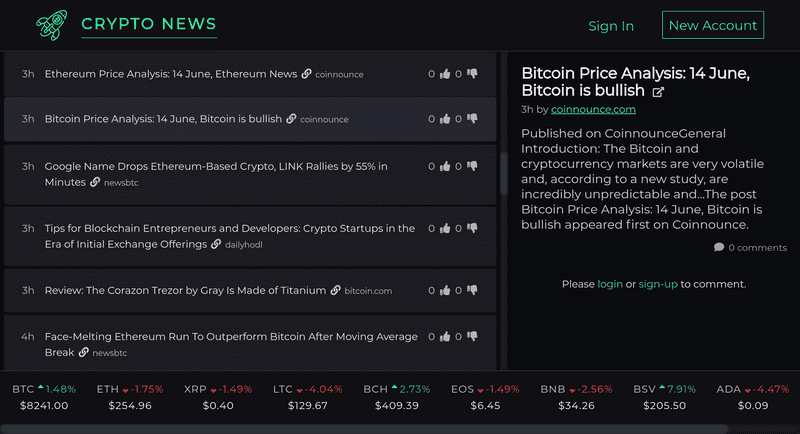 CRYPTO NEWS
Sign In
New Account
3h Ethereum Price Analysis: 14 June, Ethereum News coinnounce 0 0
3h Bitcoin Price Analysis: 14 June, Bitcoin is bullish coinnounce 0 0
3h Google Name Drops Ethereum-Based Crypto, LINK Rallies by 55% in 0 0
Minutes newsbtc
3h Tips for Blockchain Entrepreneurs and Developers: Crypto Startups in the 0 0
Era of Initial Exchange Offerings dailyhodl
3h Review: The Corazon Trezor by Gray Is Made of Titanium bitcoin.com 0 0
4h Face-Melting Ethereum Run To Outperform Bitcoin After Moving Average 0 0
Break newsbtc
Bitcoin Price Analysis: 14 June,
Bitcoin is bullish
3h by coinnounce.com
Published on CoinnounceGeneral
Introduction: The Bitcoin and
cryptocurrency markets are very volatile
and, according to a new study, are
incredibly unpredictable and...The post
Bitcoin Price Analysis: 14 June, Bitcoin is
bullish appeared first on Coinnounce.
0 comments
Please login or sign-up to comment.
BTC 1.48% ETH -1.75% XRP -1.49% LTC -4.04% BCH 2.73% EOS -1.49% BNB -2.56% BSV 7.91% ADA -4.47%
$8241.00 $254.96 $0.40 $129.67 $409.39 $6.45 $34.26 $205.50 $0.09